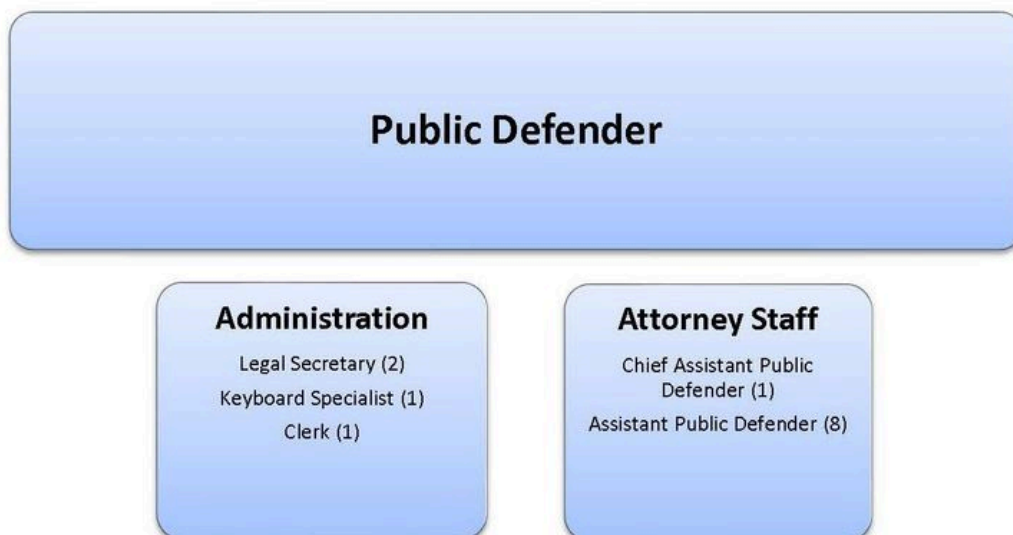 Public Defender
Administration
Legal Secretary (2)
Keyboard Specialist (1)
Clerk (1)
Attorney Staff
Chief Assistant Public
Defender (1)
Assistant Public Defender (8)